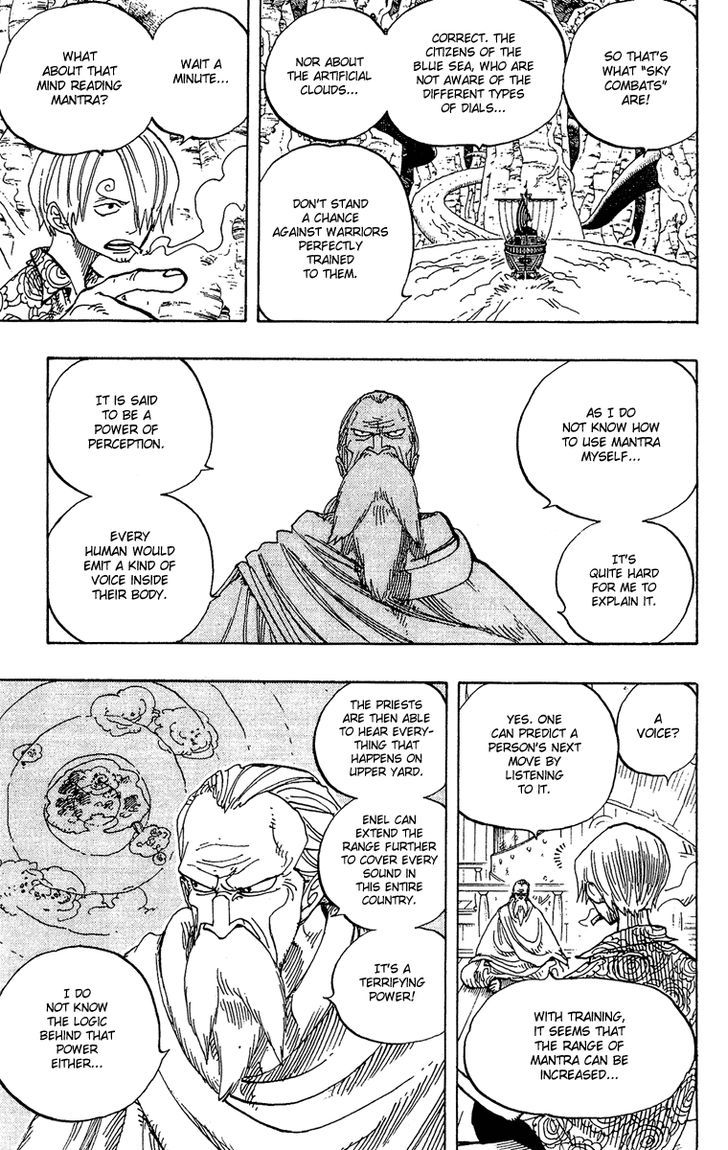 SO THAT'S
WHAT "SKY
COMBATS"
ARE!
CORRECT. THE
CITIZENS OF THE
BLUE SEA, WHO ARE
NOT AWARE OF THE
DIFFERENT TYPES
OF DIALS...
NOR ABOUT
THE ARTIFICIAL
CLOUDS...
DON'T STAND
A CHANCE
AGAINST WARRIORS
PERFECTLY
TRAINED
TO THEM.
WAIT A
MINUTE...
WHAT
ABOUT THAT
MIND READING
MANTRA?
AS I DO
NOT KNOW HOW
TO USE MANTRA
MYSELF...
IT'S
QUITE HARD
FOR ME TO
EXPLAIN IT.
IT IS SAID
TO BE A
POWER OF
PERCEPTION.
EVERY
HUMAN WOULD
EMIT A KIND OF
VOICE INSIDE
THEIR BODY.
A
VOICE?
YES. ONE
CAN PREDICT A
PERSON'S NEXT
MOVE BY
LISTENING
TO IT.
WITH TRAINING,
IT SEEMS THAT
THE RANGE OF
MANTRA CAN BE
INCREASED...
THE PRIESTS
ARE THEN ABLE
TO HEAR EVERY-
THING THAT
HAPPENS ON
UPPER YARD.
ENEL CAN
EXTEND THE
RANGE FURTHER
TO COVER EVERY
SOUND IN
THIS ENTIRE
COUNTRY.
IT'S A
TERRIFYING
POWER!
I DO
NOT KNOW
THE LOGIC
BEHIND THAT
POWER
EITHER...